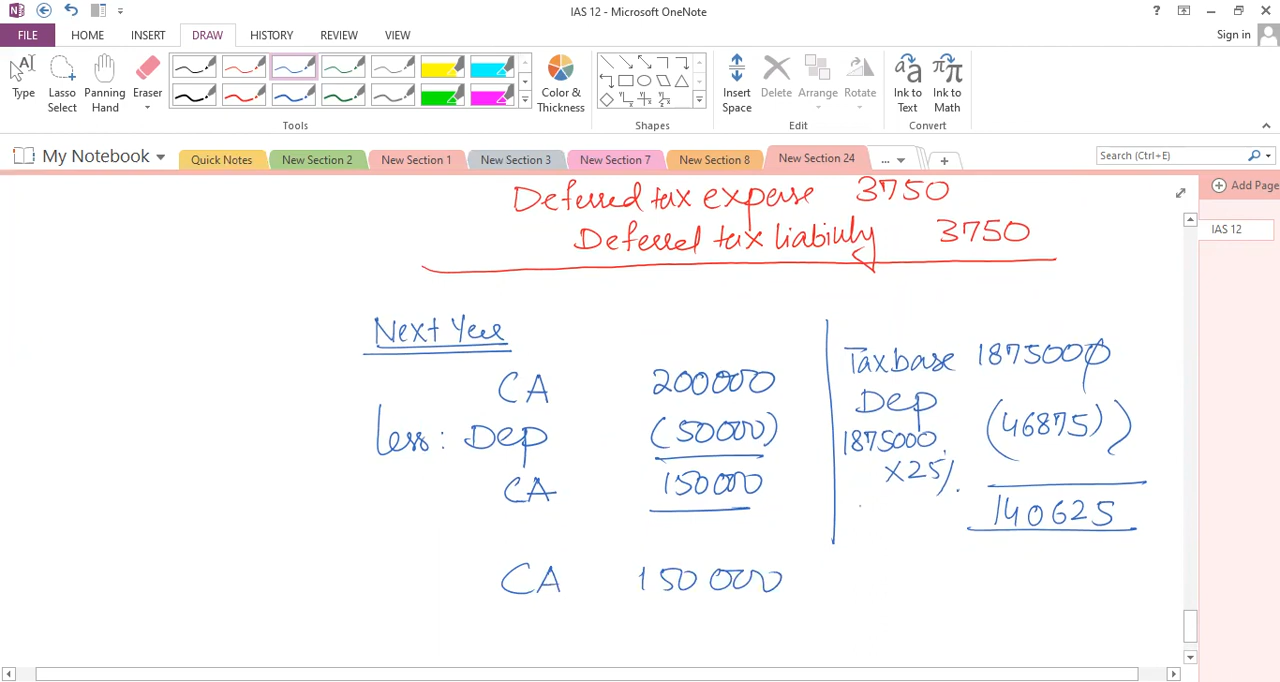 IAS 12 - Microsoft OneNote
?
FILE HOME INSERT DRAW HISTORY REVIEW VIEW
Sign in
Type
Lasso Select
Panning Hand
Eraser
Color & Thickness
Insert Space
Delete
Arrange
Rotate
Ink to Text
Ink to Math
Tools
Shapes
Edit
Convert
My Notebook
Quick Notes New Section 2 New Section 1 New Section 3 New Section 7 New Section 8 New Section 24 ...
Search (Ctrl+E)
Add Page
IAS 12
Deferred tax expense 3750
Deferred tax liability 3750
Next Year
CA 200000
less: Dep (50000)
CA 150000
Tax base 1875000
Dep (46875)
1875000
X25%.
140625
CA 150000